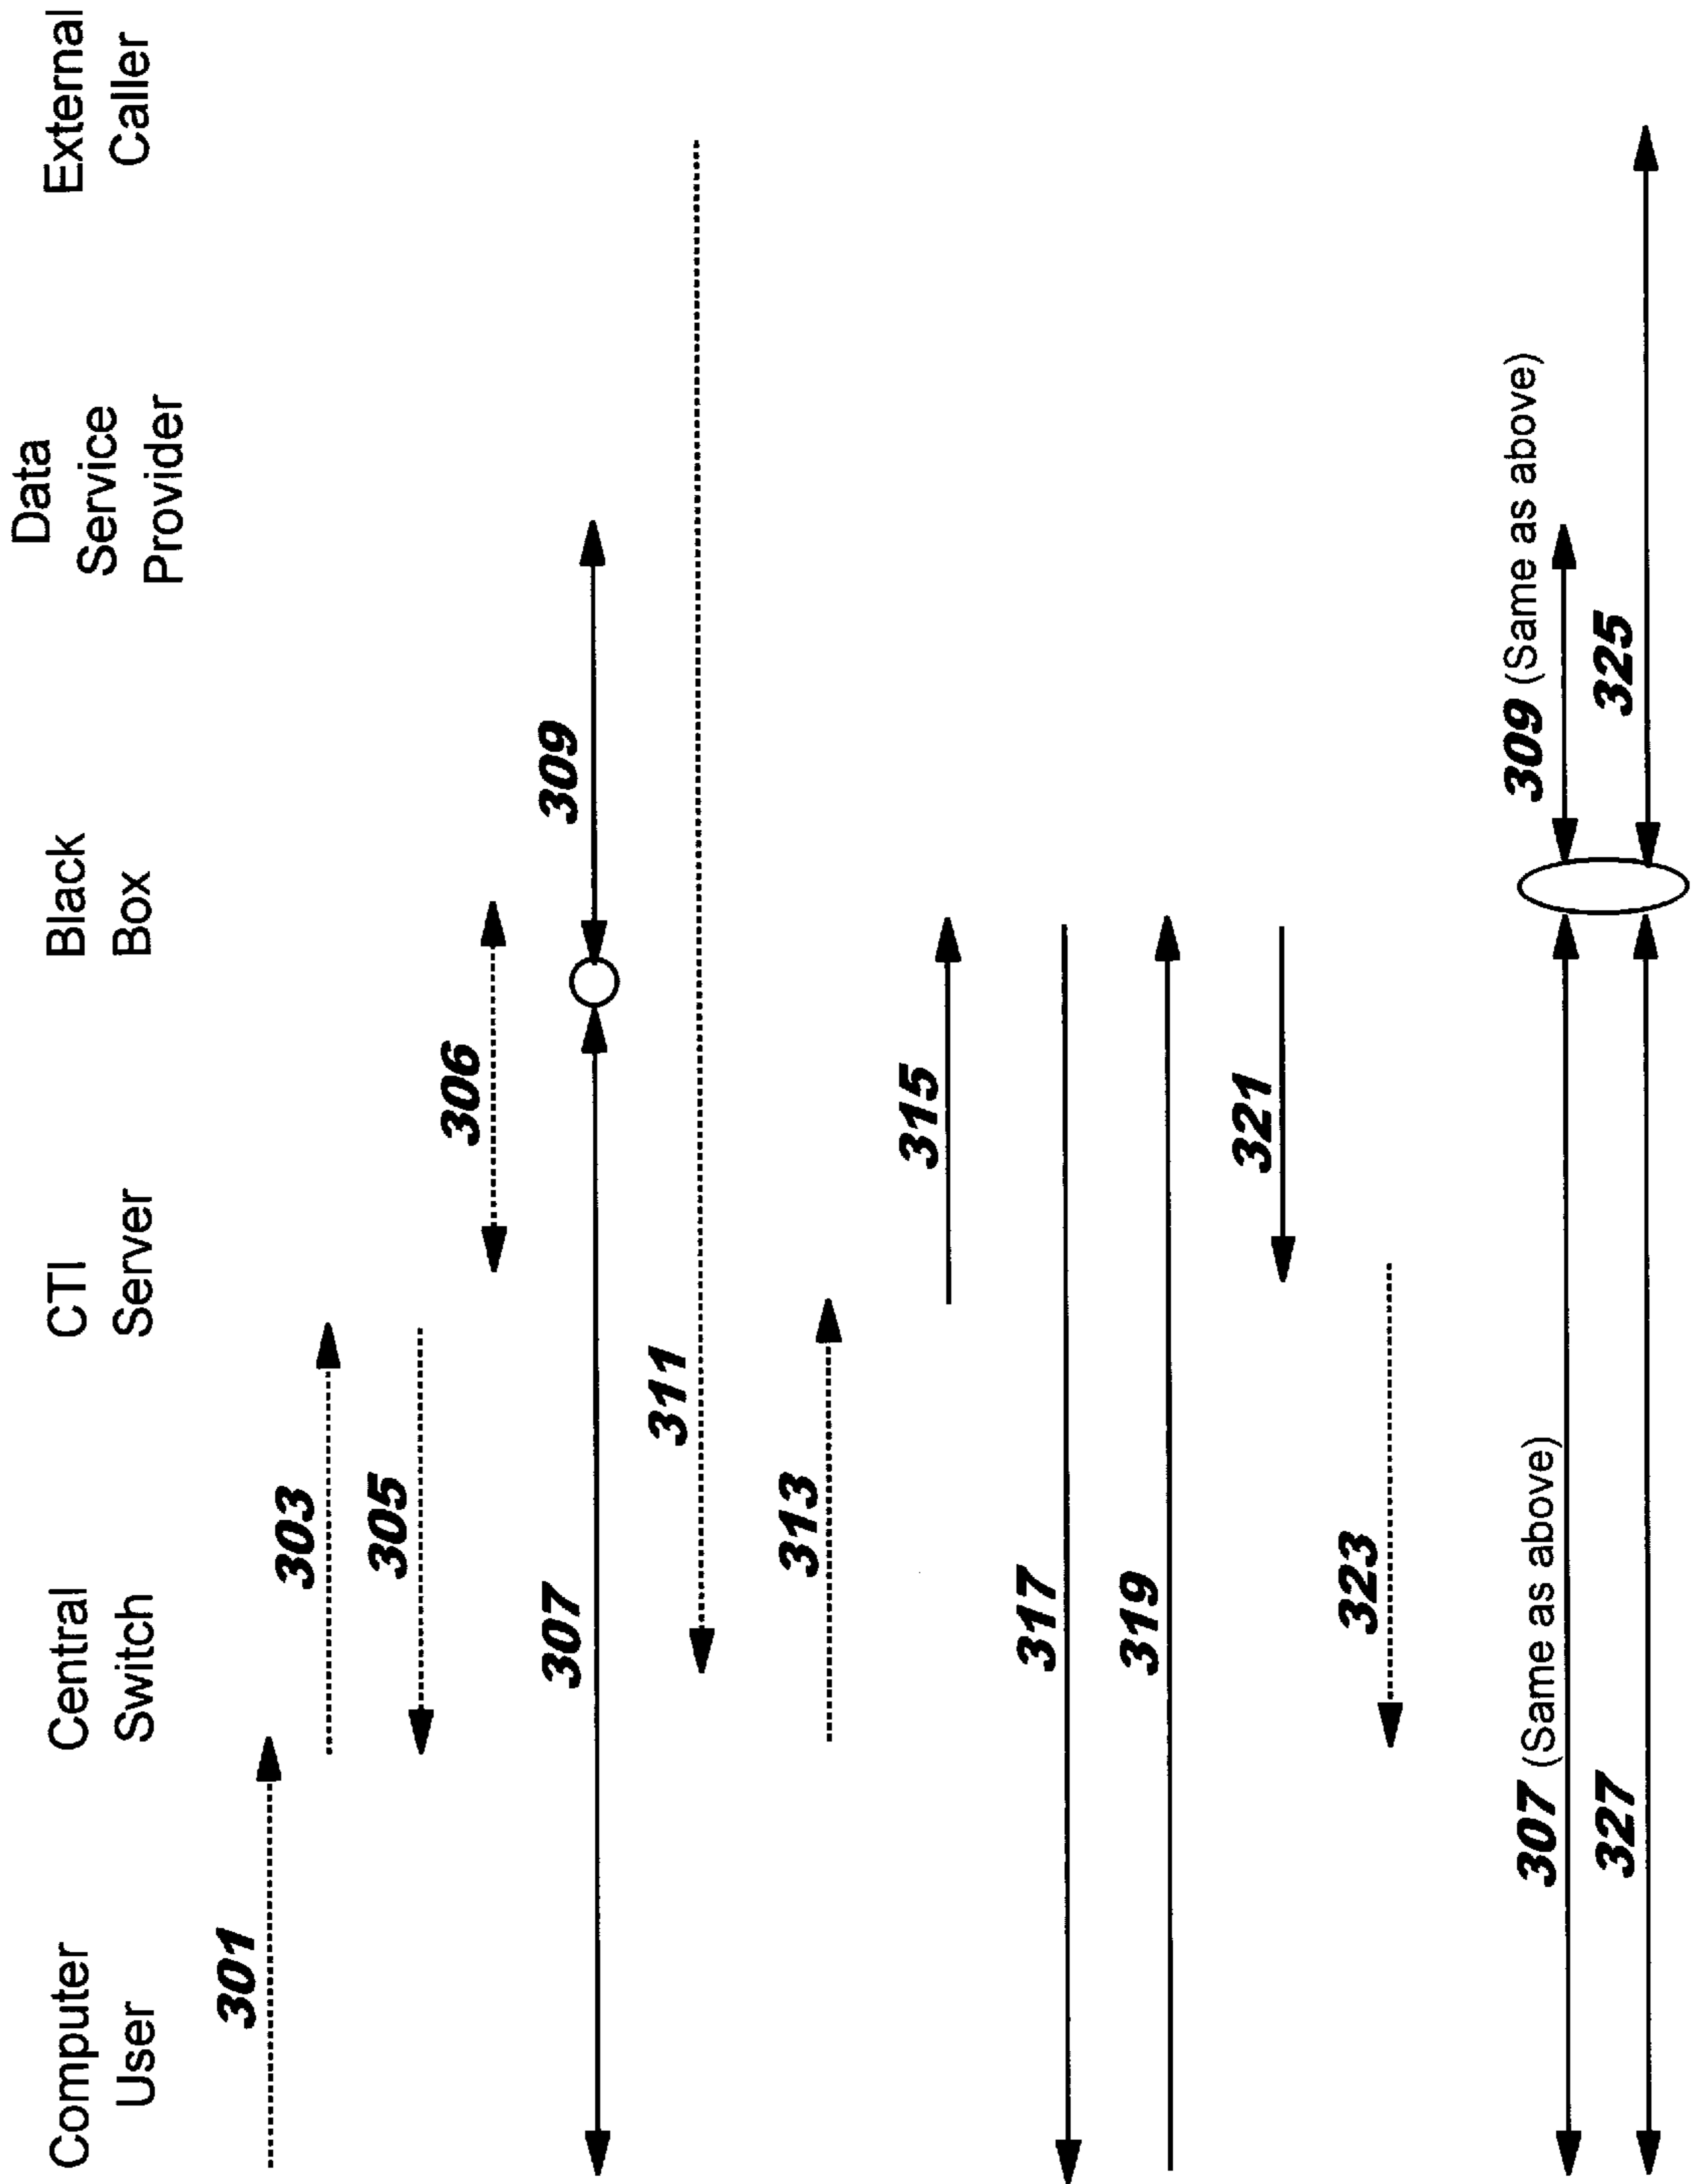 Computer
User
Central
Switch
CTI
Server
Black
Box
Data
Service
Provider
External
Caller
301
303
305
306
307
309
311
313
315
317
319
321
323
307 (Same as above)
309 (Same as above)
327
325